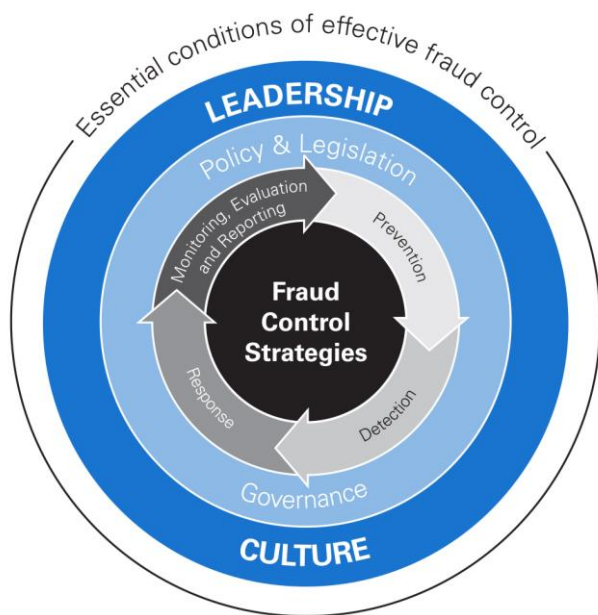 Essential conditions of effective fraud control
LEADERSHIP
Policy & Legislation
Monitoring, Evaluation
and Reporting
Prevention
Fraud
Control
Strategies
Response
Detection
Governance
CULTURE